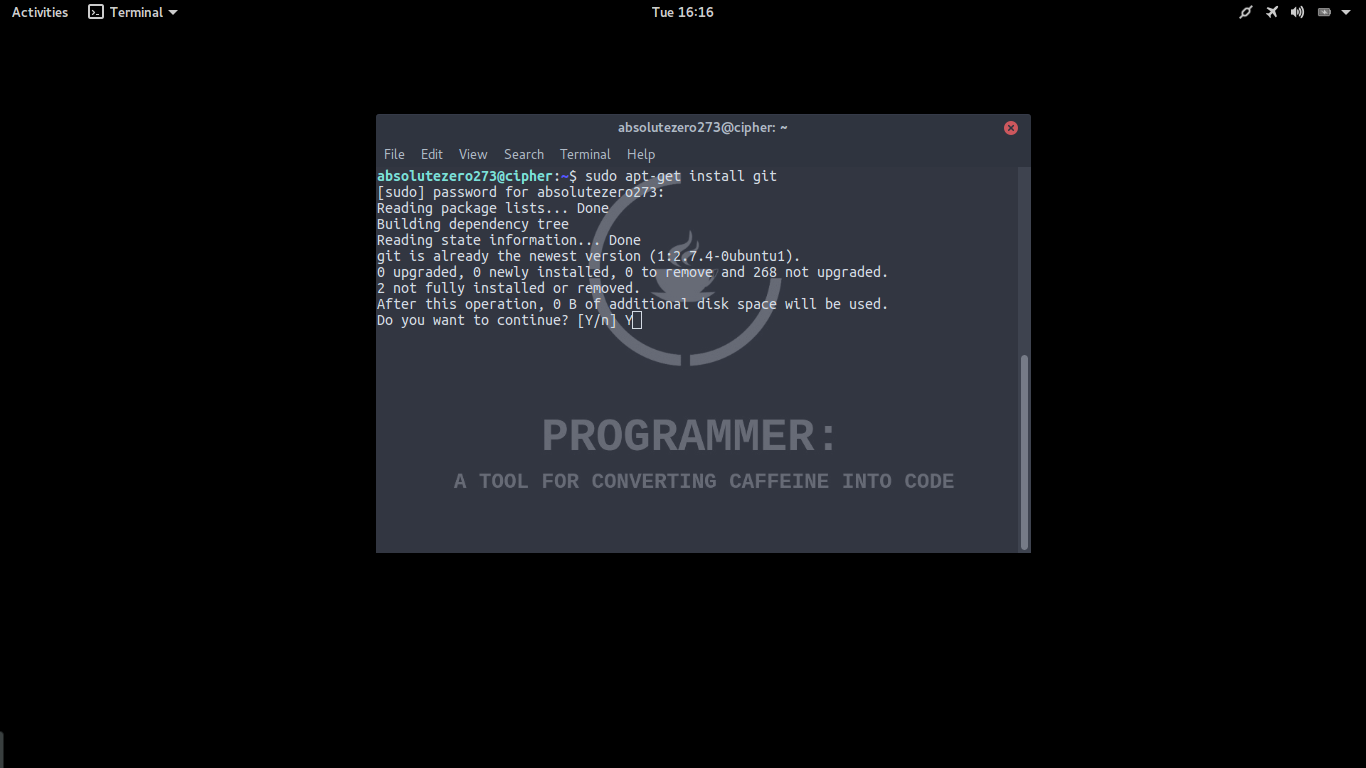 Activities Terminal Tue 16:16
absolutezero273@cipher: ~
File Edit View Search Terminal Help
absolutezero273@cipher:~$ sudo apt-get install git
[sudo] password for absolutezero273:
Reading package lists... Done
Building dependency tree
Reading state information... Done
git is already the newest version (1:2.7.4-0ubuntu1).
0 upgraded, 0 newly installed, 0 to remove and 268 not upgraded.
2 not fully installed or removed.
After this operation, 0 B of additional disk space will be used.
Do you want to continue? [Y/n] Y
PROGRAMMER:
A TOOL FOR CONVERTING CAFFEINE INTO CODE